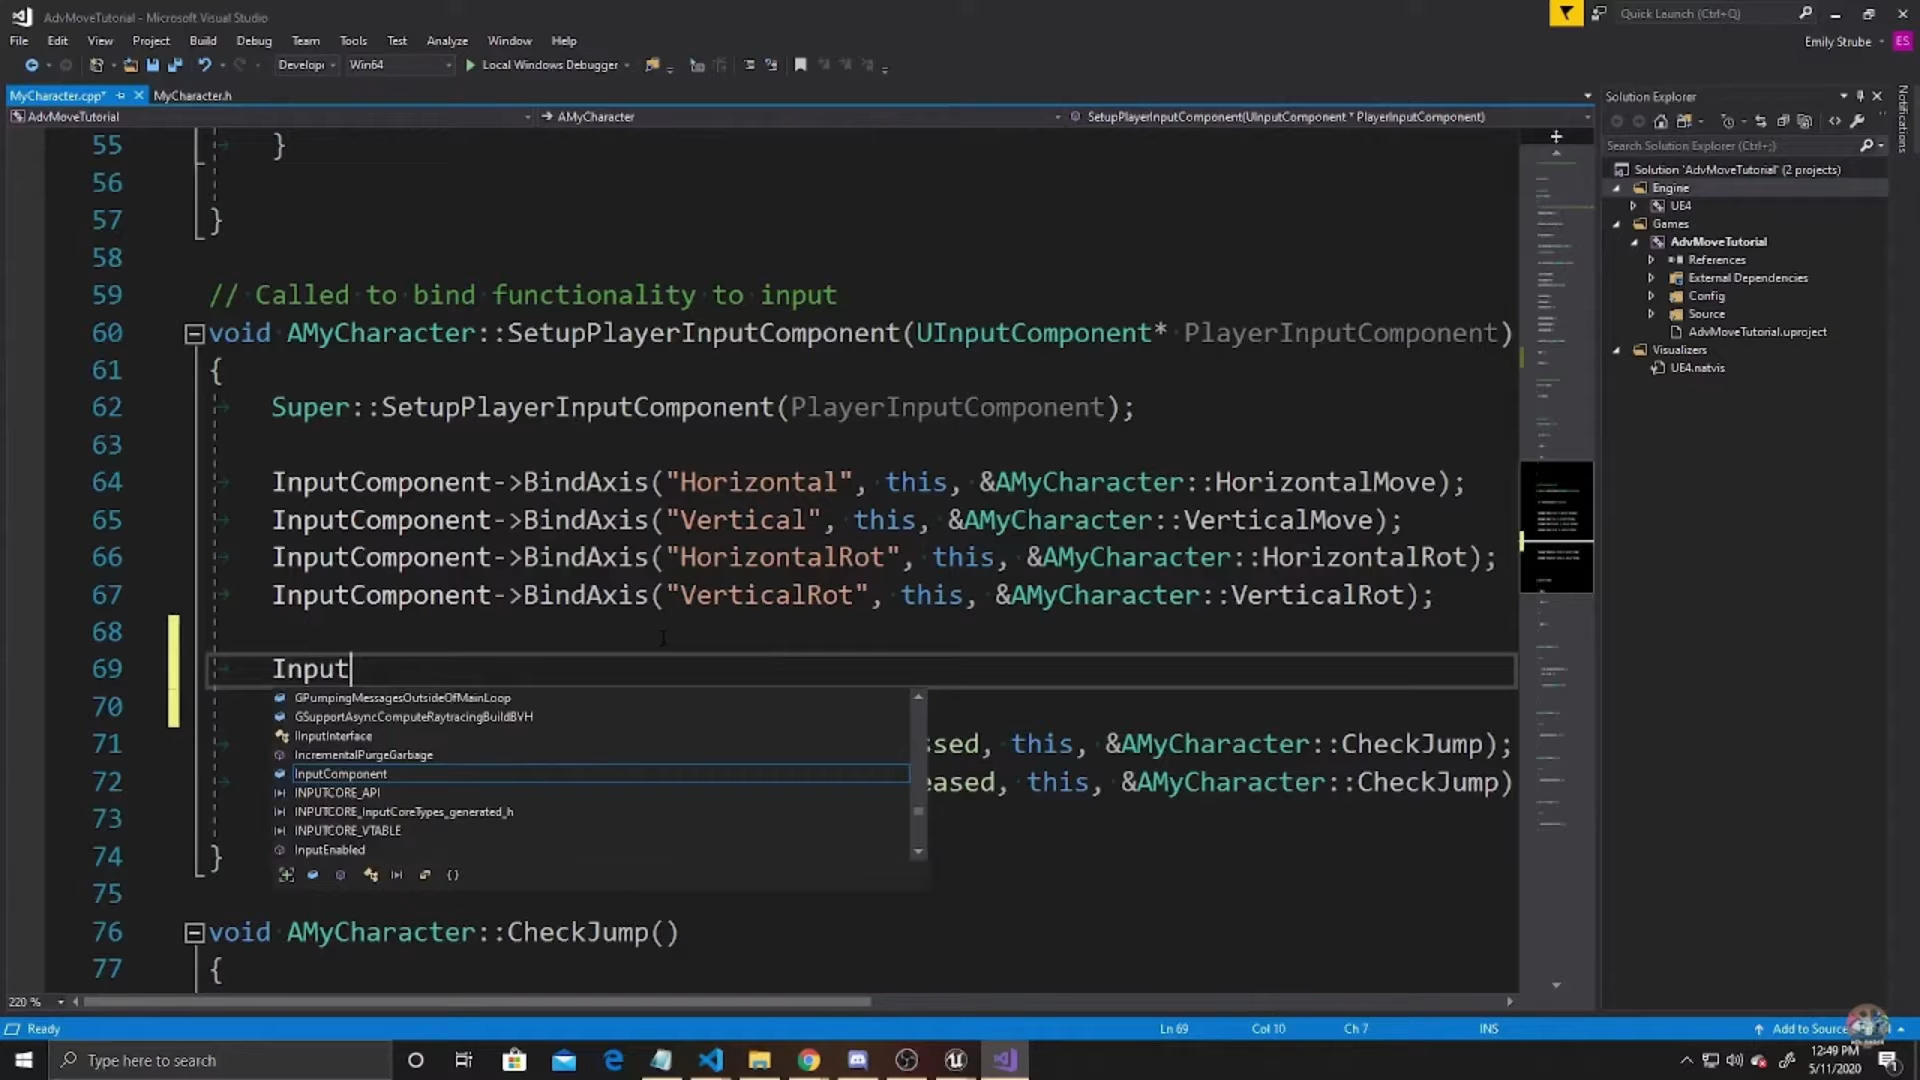 AdvMoveTutorial - Microsoft Visual Studio
Quick Launch (Ctrl+Q)
File Edit View Project Build Debug Team Tools Test Analyze Window Help
Emily Strube ES
Develop Win64 Local Windows Debugger
MyCharacter.cpp* MyCharacter.h
Solution Explorer
Notifications
AdvMoveTutorial
AMyCharacter
SetupPlayerInputComponent(UInputComponent * PlayerInputComponent)
Search Solution Explorer (Ctrl+;)
Solution 'AdvMoveTutorial' (2 projects)
Engine
UE4
Games
AdvMoveTutorial
References
External Dependencies
Config
Source
AdvMoveTutorial.uproject
Visualizers
UE4.natvis
55 }
56
57 }
58
59 // Called to bind functionality to input
60 void AMyCharacter::SetupPlayerInputComponent(UInputComponent* PlayerInputComponent)
61 {
62 Super::SetupPlayerInputComponent(PlayerInputComponent);
63
64 InputComponent->BindAxis("Horizontal", this, &AMyCharacter::HorizontalMove);
65 InputComponent->BindAxis("Vertical", this, &AMyCharacter::VerticalMove);
66 InputComponent->BindAxis("HorizontalRot", this, &AMyCharacter::HorizontalRot);
67 InputComponent->BindAxis("VerticalRot", this, &AMyCharacter::VerticalRot);
68
69 Input
70
71 ssed, this, &AMyCharacter::CheckJump);
72 eased, this, &AMyCharacter::CheckJump)
73
74 }
75
76 void AMyCharacter::CheckJump()
77 {
GPumpingMessagesOutsideOfMainLoop
GSupportAsyncComputeRaytracingBuildBVH
IInputInterface
IncrementalPurgeGarbage
InputComponent
INPUTCORE_API
INPUTCORE_InputCoreTypes_generated_h
INPUTCORE_VTABLE
InputEnabled
220 %
Ready
Ln 69 Col 10 Ch 7 INS
Add to Source
Type here to search
12:49 PM
5/11/2020